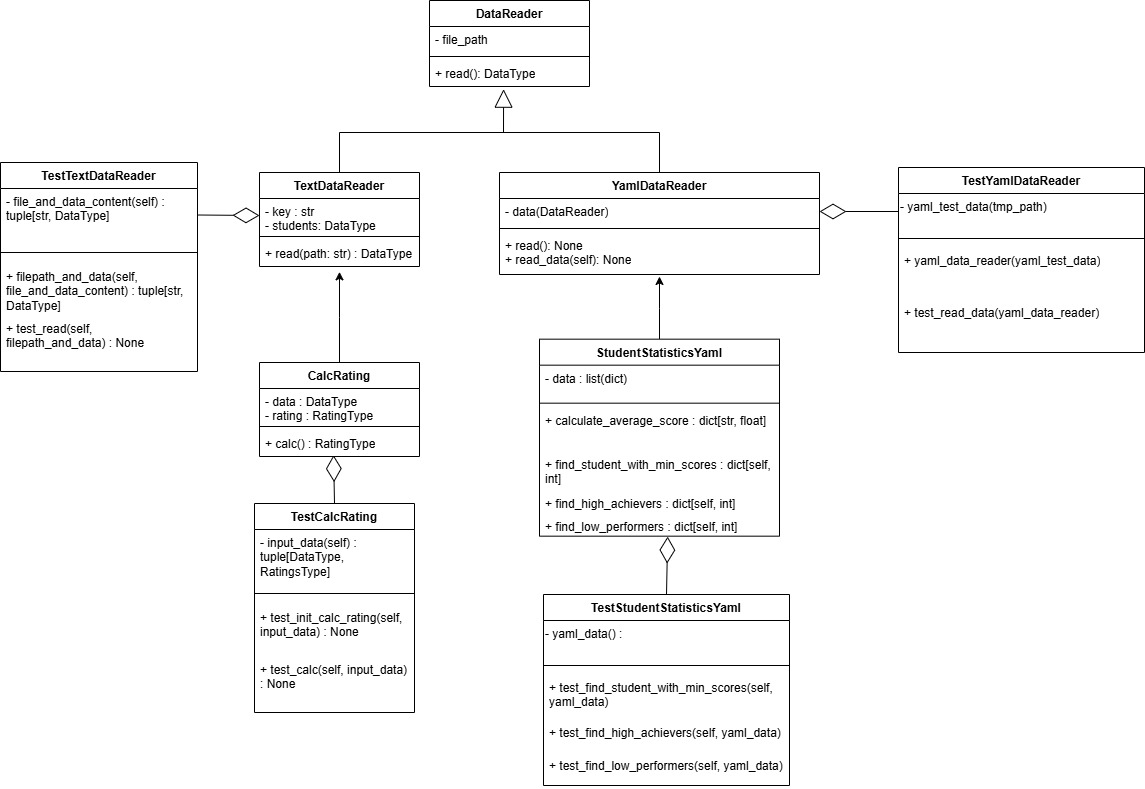 DataReader
- file_path
+ read(): DataType
TestTextDataReader
- file_and_data_content(self) :
tuple[str, DataType]
+ filepath_and_data(self,
file_and_data_content) : tuple[str,
DataType]
+ test_read(self,
filepath_and_data) : None
TextDataReader
- key : str
- students: DataType
+ read(path: str) : DataType
YamlDataReader
- data(DataReader)
+ read(): None
+ read_data(self): None
TestYamlDataReader
- yaml_test_data(tmp_path)
+ yaml_data_reader(yaml_test_data)
+ test_read_data(yaml_data_reader)
CalcRating
- data : DataType
- rating : RatingType
+ calc() : RatingType
StudentStatisticsYaml
- data : list(dict)
+ calculate_average_score : dict[str, float]
+ find_student_with_min_scores : dict[self,
int]
+ find_high_achievers : dict[self, int]
+ find_low_performers : dict[self, int]
TestCalcRating
- input_data(self) :
tuple[DataType,
RatingsType]
+ test_init_calc_rating(self,
input_data) : None
+ test_calc(self, input_data)
: None
TestStudentStatisticsYaml
- yaml_data() :
+ test_find_student_with_min_scores(self,
yaml_data)
+ test_find_high_achievers(self, yaml_data)
+ test_find_low_performers(self, yaml_data)